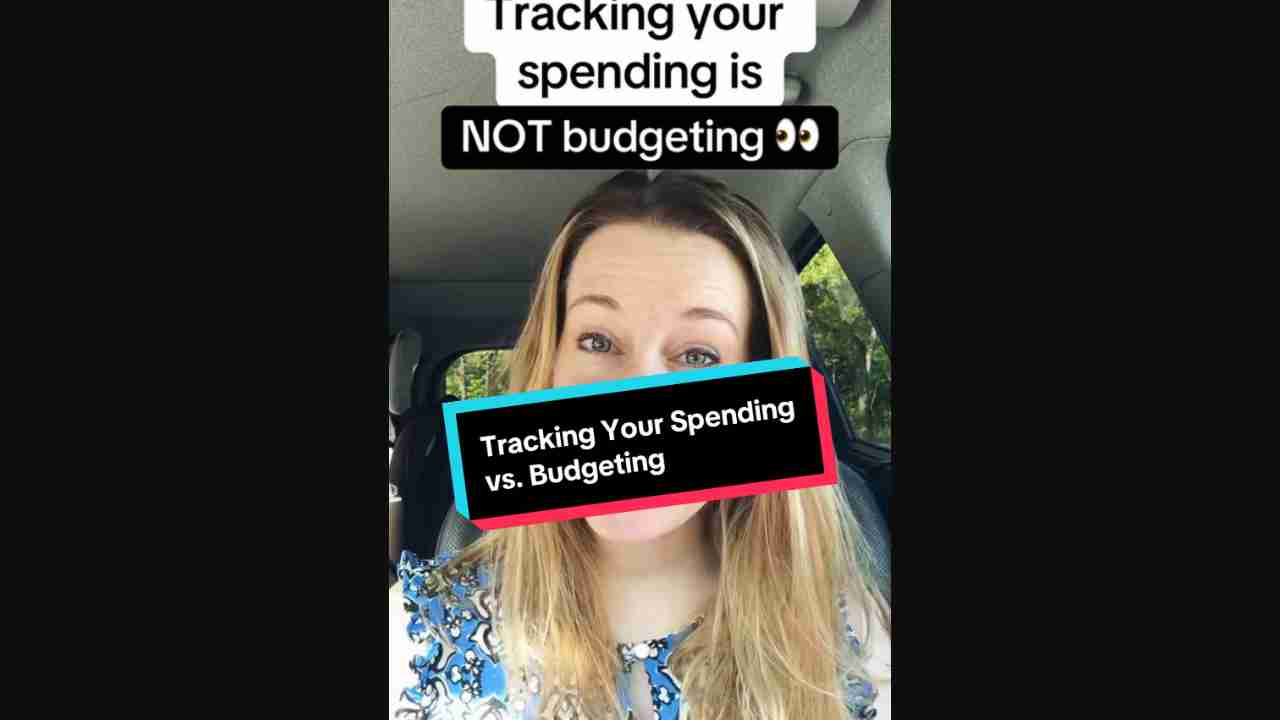 Tracking your
spending is
NOT budgeting 👀
Tracking Your Spending
vs. Budgeting